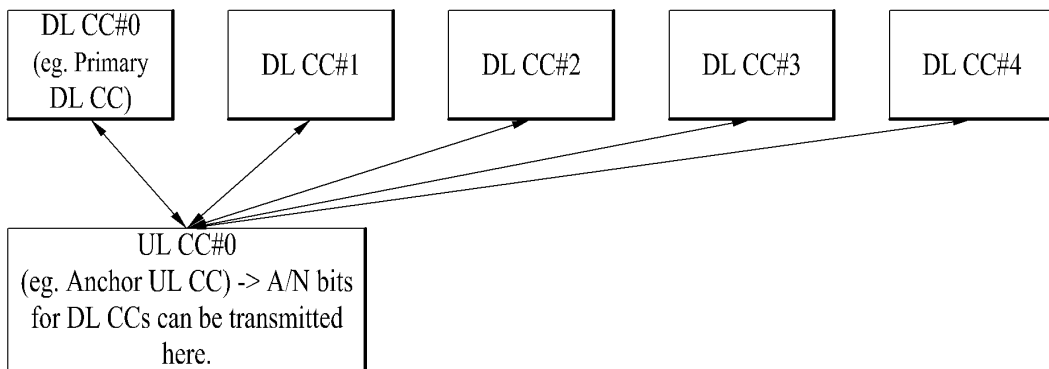 DL CC#0
(eg. Primary
DL CC)
DL CC#1
DL CC#2
DL CC#3
DL CC#4
UL CC#0
(eg. Anchor UL CC) -> A/N bits
for DL CCs can be transmitted
here.